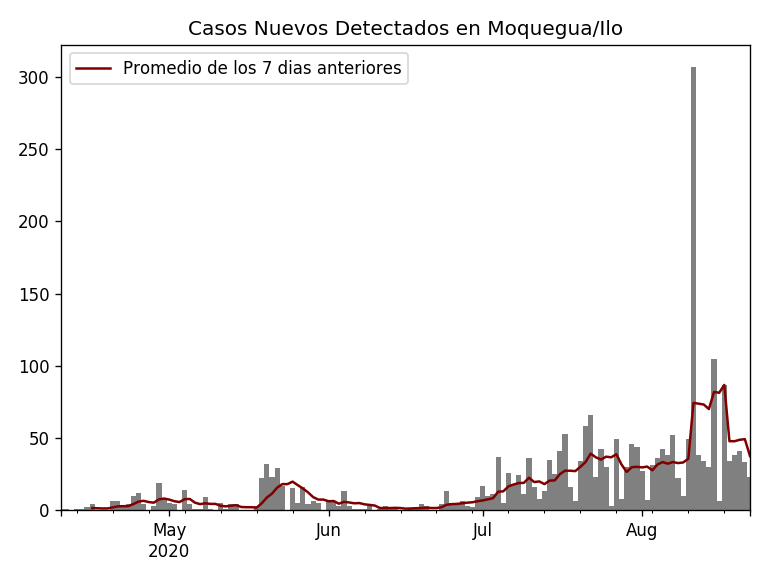 Casos Nuevos Detectados en Moquegua/Ilo
Promedio de los 7 dias anteriores
300
250
200
150
100
50
0
May
2020
Jun
Jul
Aug